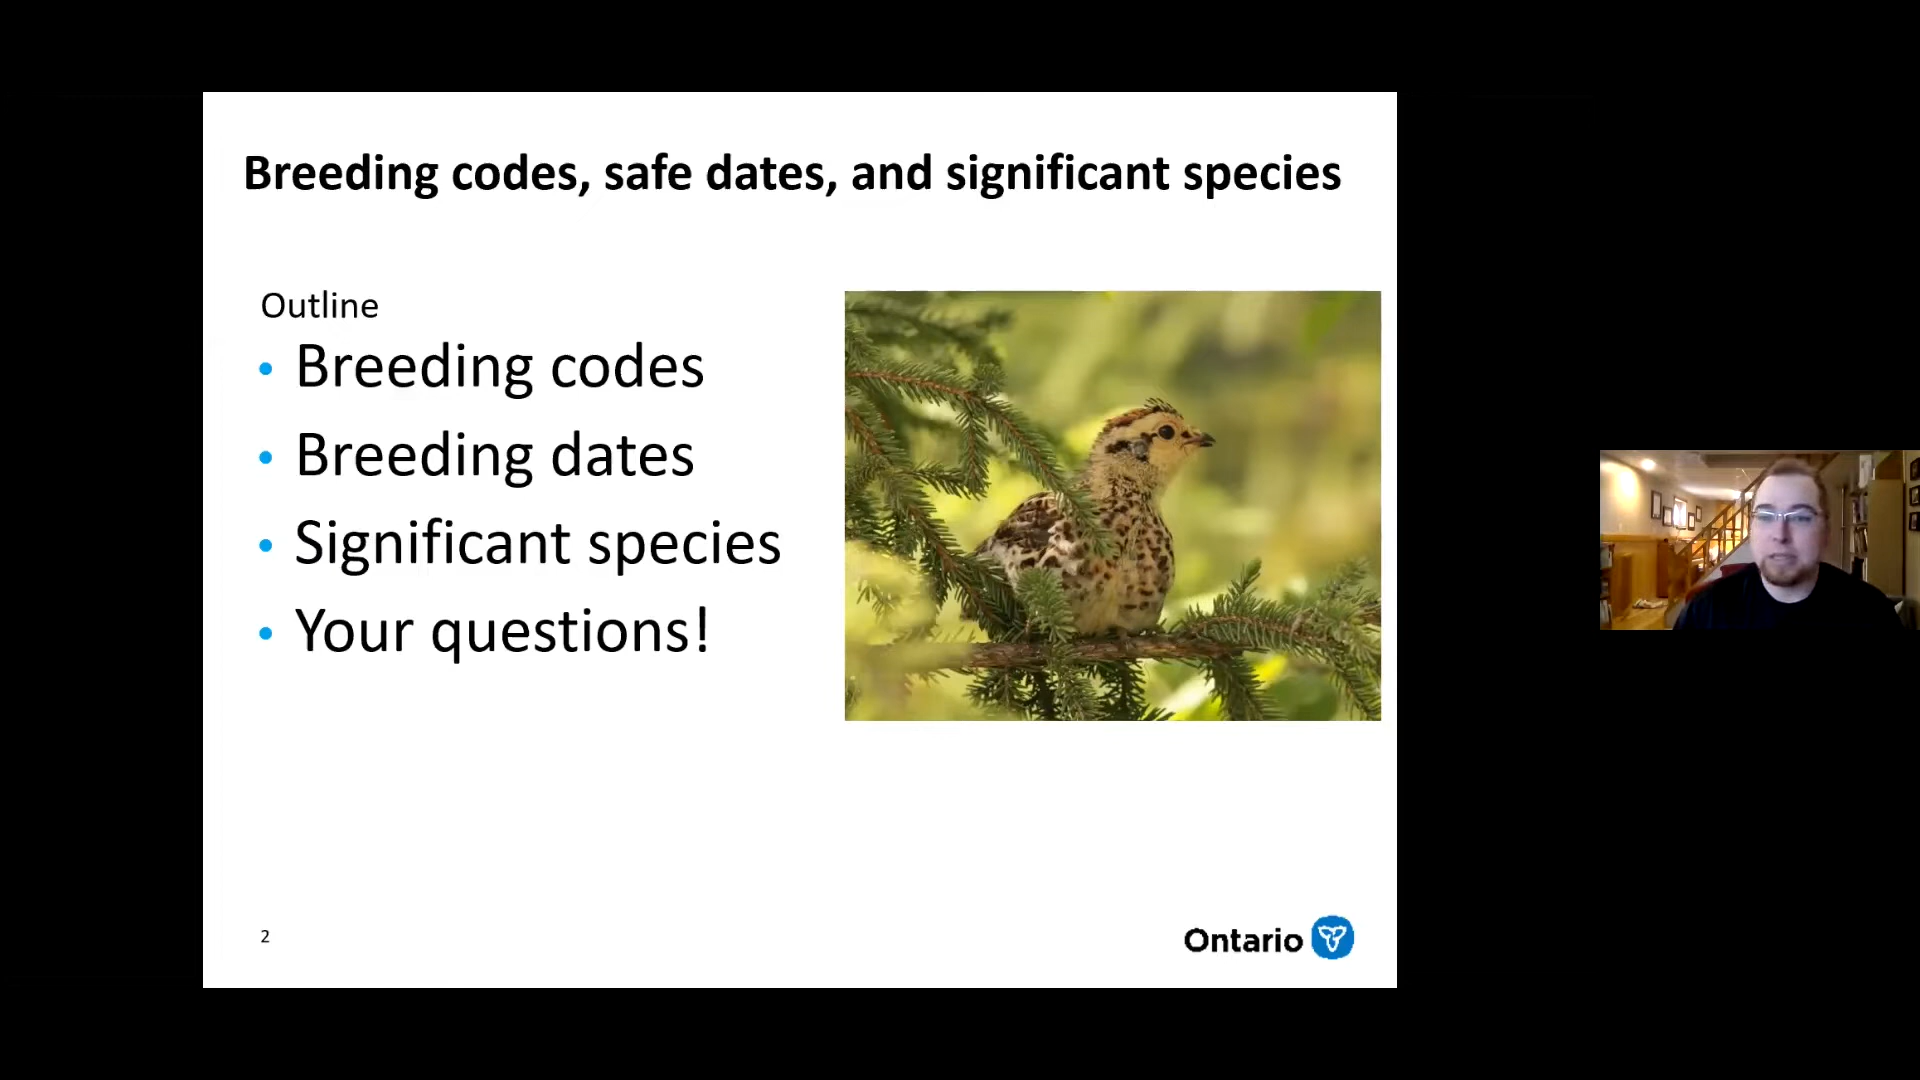 Breeding codes, safe dates, and significant species
Outline
• Breeding codes
• Breeding dates
• Significant species
• Your questions!
2
Ontario